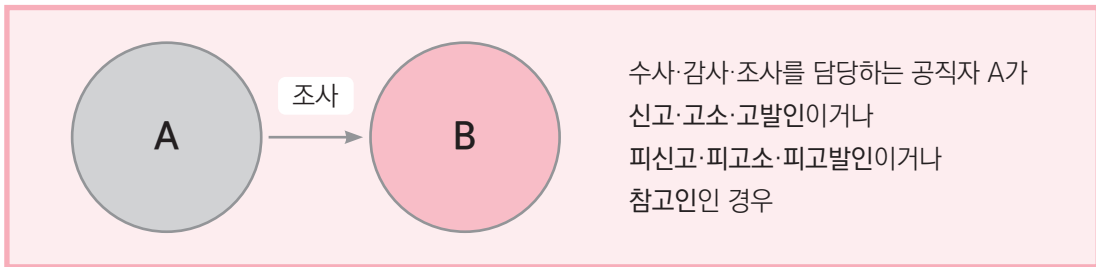 A
조사
B
수사·감사·조사를 담당하는 공직자 A가
신고·고소·고발인이거나
피신고·피고소·피고발인이거나
참고인인 경우